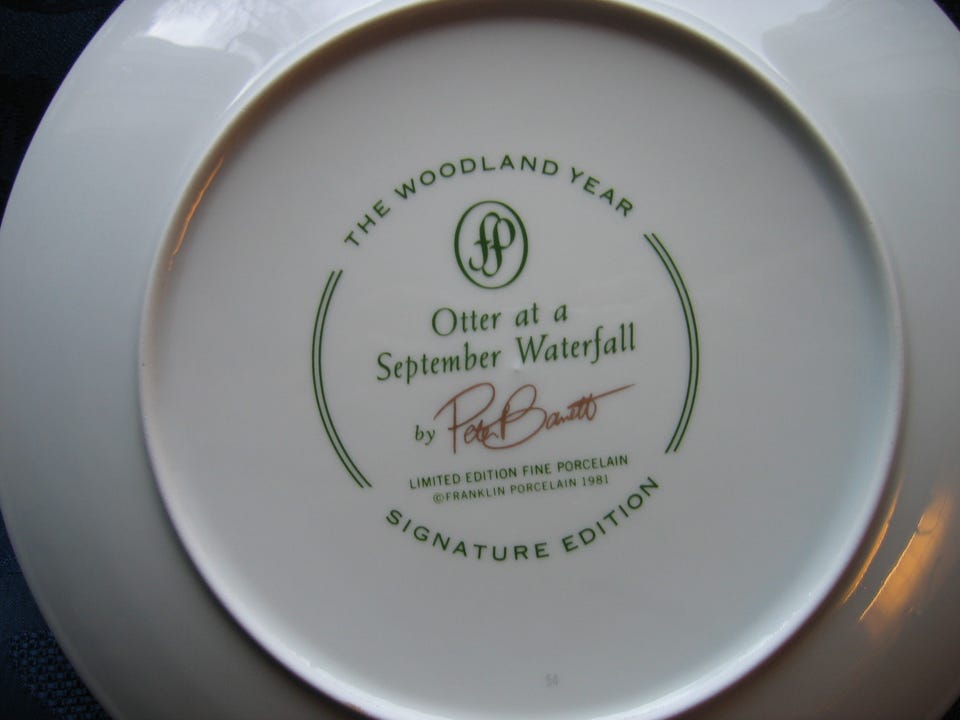 THE WOODLAND YEAR
fp
Otter at a
September Waterfall
by Peter Barrett
LIMITED EDITION FINE PORCELAIN
©FRANKLIN PORCELAIN 1981
SIGNATURE EDITION
54